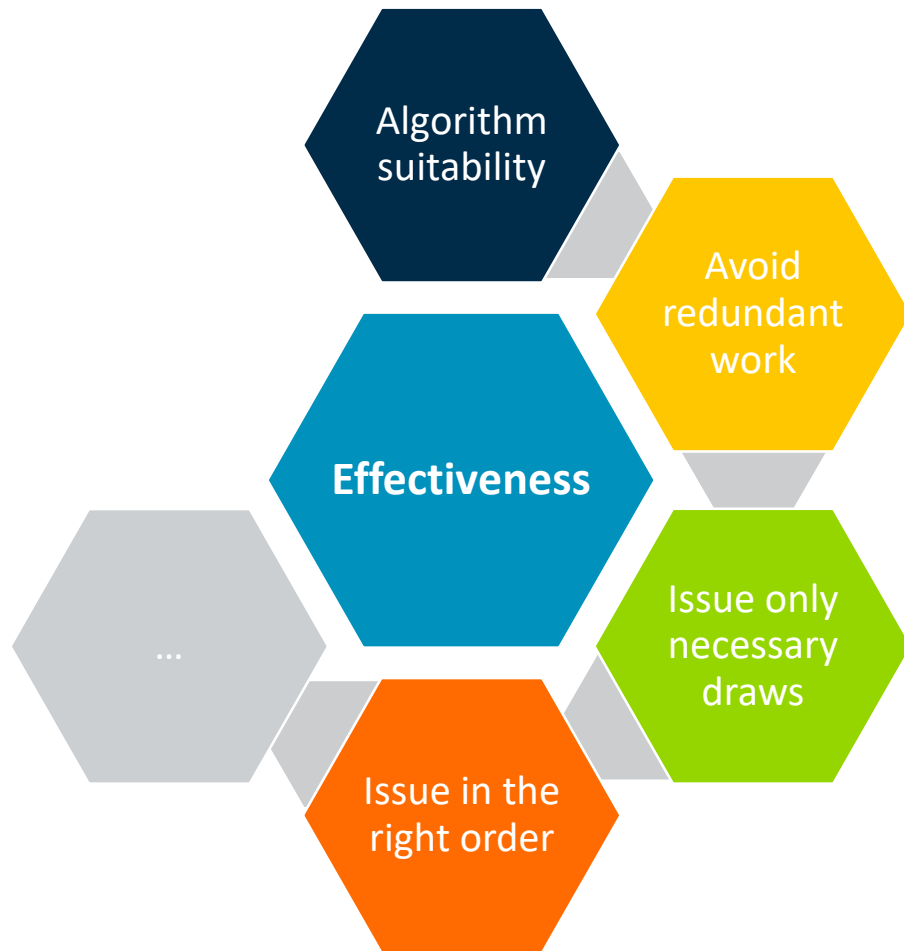 Algorithm
suitability
Avoid
redundant
work
Effectiveness
Issue only
necessary
draws
...
Issue in the
right order